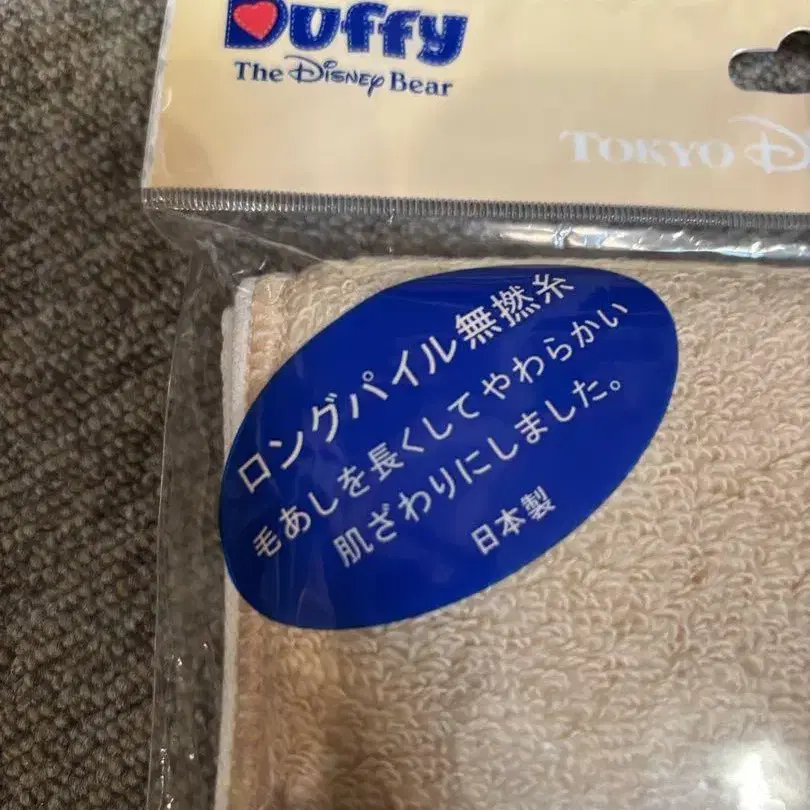 Duffy
The Disney Bear
TOKYO D
ロングパイル無撚糸
毛あしを長くしてやわらかい
肌ざわりにしました。
日本製